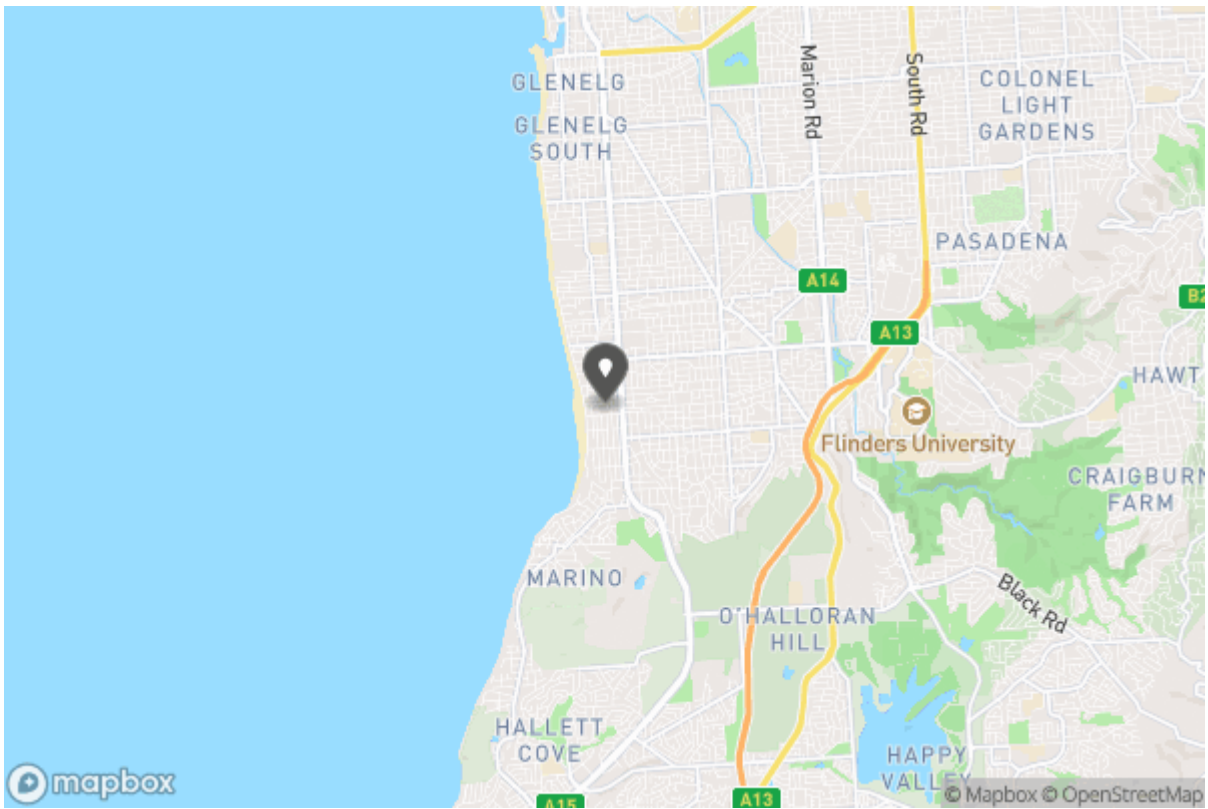 GLENELG
GLENELG
SOUTH
Marion Rd
South Rd
COLONEL
LIGHT
GARDENS
PASADENA
A14
B2
A13
HAWT
Flinders University
CRAIGBURN
FARM
MARINO
Black Rd
O'HALLORAN
HILL
HALLETT
COVE
HAPPY
VALLEY
A15
A13
mapbox
© Mapbox © OpenStreetMap